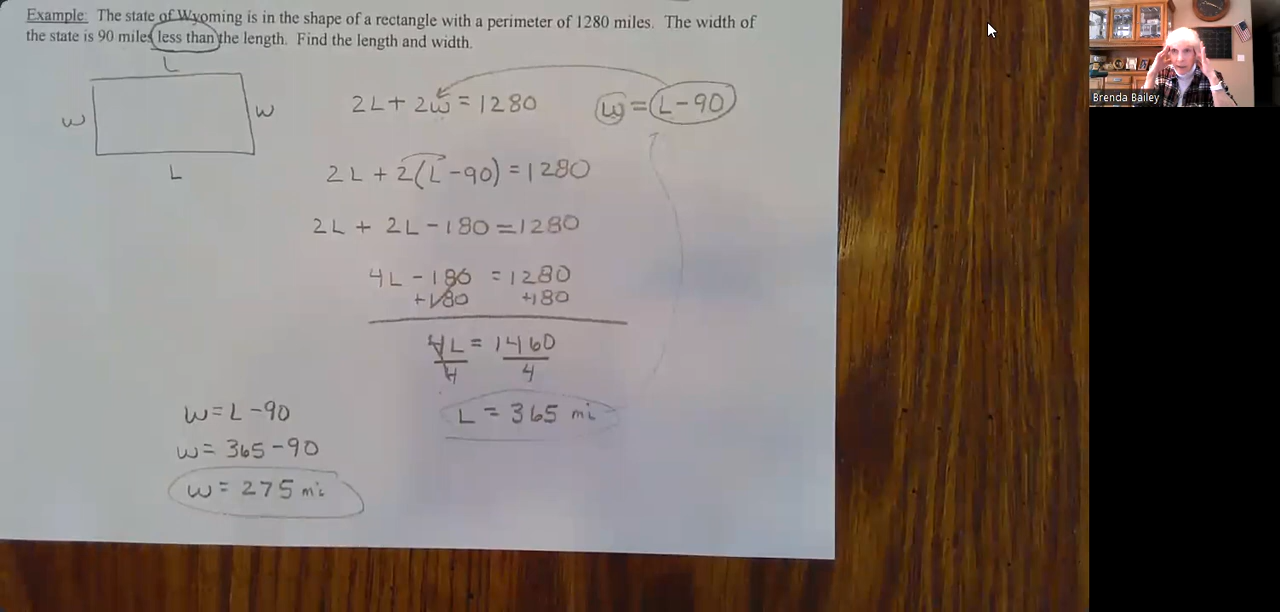 Example: The state of Wyoming is in the shape of a rectangle with a perimeter of 1280 miles. The width of
the state is 90 miles less than the length. Find the length and width.
L
W
W
L
2L + 2W = 1280
W = L - 90
2L + 2(L - 90) = 1280
2L + 2L - 180 = 1280
4L - 180 = 1280
+180 +180
4L = 1460
4 4
L = 365 mi
W = L - 90
W = 365 - 90
W = 275 mi
Brenda Bailey